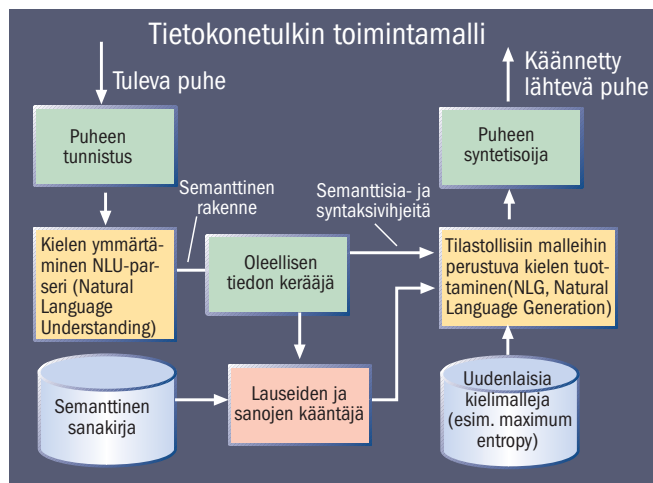 Tietokonetulkin toimintamalli
Tuleva puhe
Käännetty
lähtevä puhe
Puheen
tunnistus
Puheen
syntetisoija
Semanttinen
rakenne
Semanttisia- ja
syntaksivihjeitä
Kielen ymmärtä-
minen NLU-par-
seri (Natural
Language
Understanding)
Oleellisen
tiedon kerääjä
Tilastollisiin malleihin
perustuva kielen tuot-
taminen(NLG, Natural
Language Generation)
Semanttinen
sanakirja
Lauseiden ja
sanojen kääntäjä
Uudenlaisia
kielimalleja
(esim. maximum
entropy)